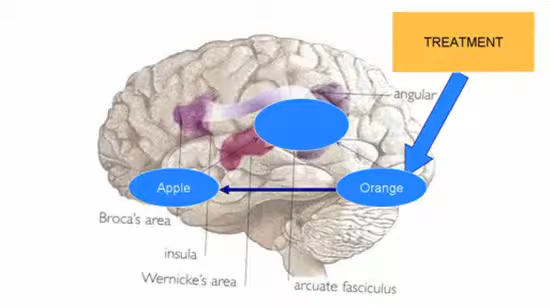 TREATMENT
angular
Apple
Orange
Broca's area
insula
Wernicke's area
arcuate fasciculus